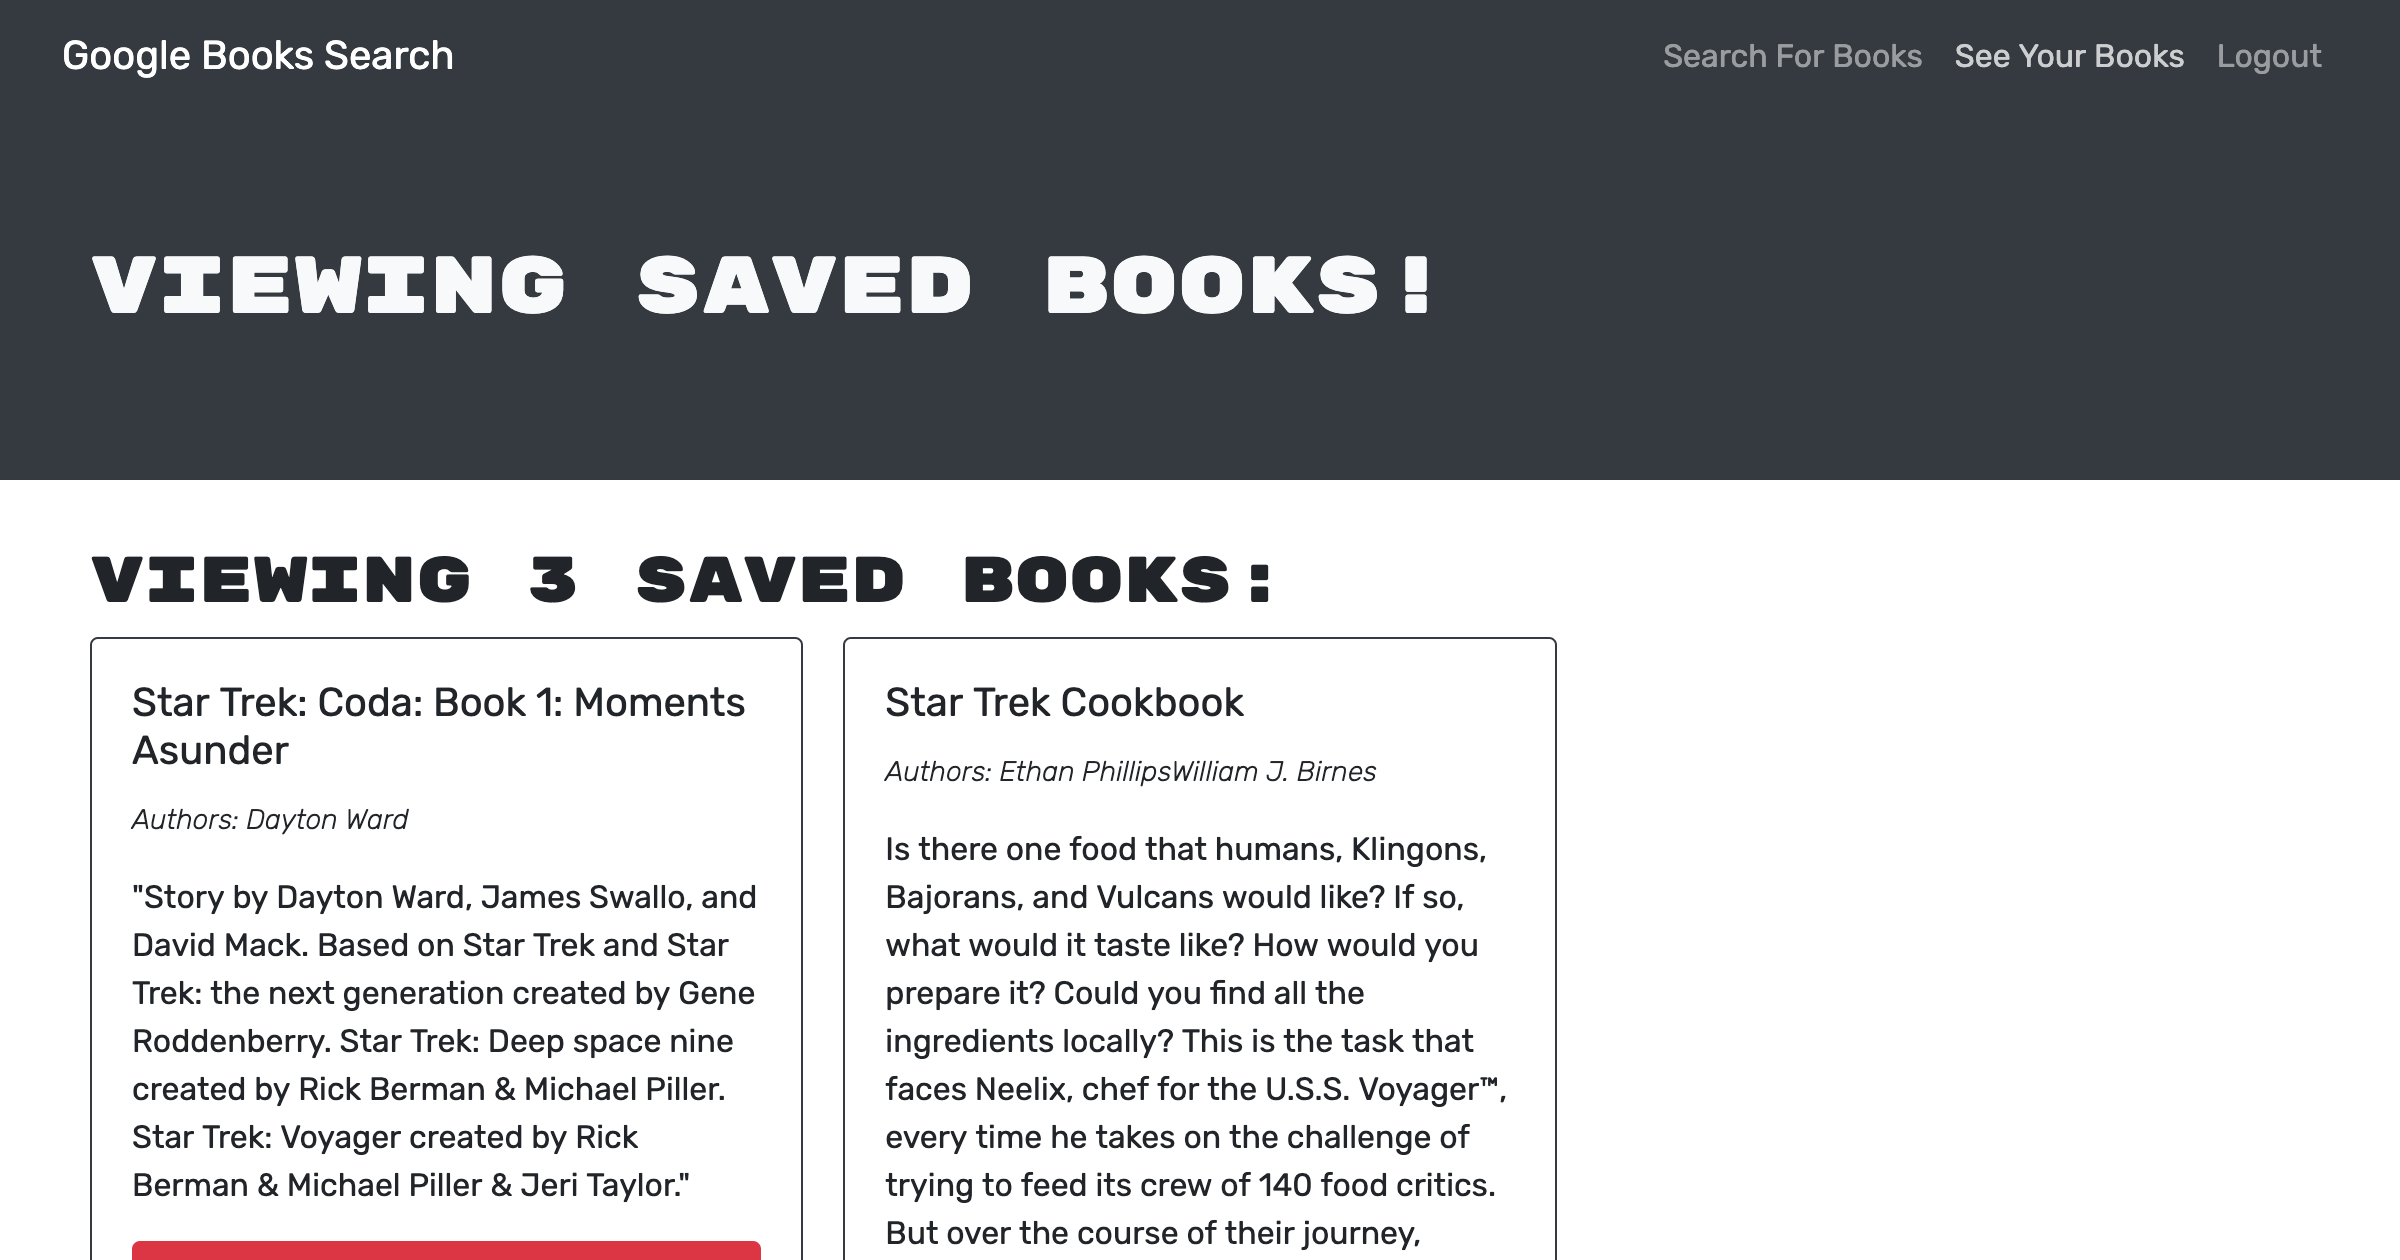 Google Books Search
Search For Books See Your Books Logout
VIEWING SAVED BOOKS!
VIEWING 3 SAVED BOOKS:
Star Trek: Coda: Book 1: Moments
Asunder
Authors: Dayton Ward
"Story by Dayton Ward, James Swallo, and
David Mack. Based on Star Trek and Star
Trek: the next generation created by Gene
Roddenberry. Star Trek: Deep space nine
created by Rick Berman & Michael Piller.
Star Trek: Voyager created by Rick
Berman & Michael Piller & Jeri Taylor."
Star Trek Cookbook
Authors: Ethan PhillipsWilliam J. Birnes
Is there one food that humans, Klingons,
Bajorans, and Vulcans would like? If so,
what would it taste like? How would you
prepare it? Could you find all the
ingredients locally? This is the task that
faces Neelix, chef for the U.S.S. Voyager™,
every time he takes on the challenge of
trying to feed its crew of 140 food critics.
But over the course of their journey,